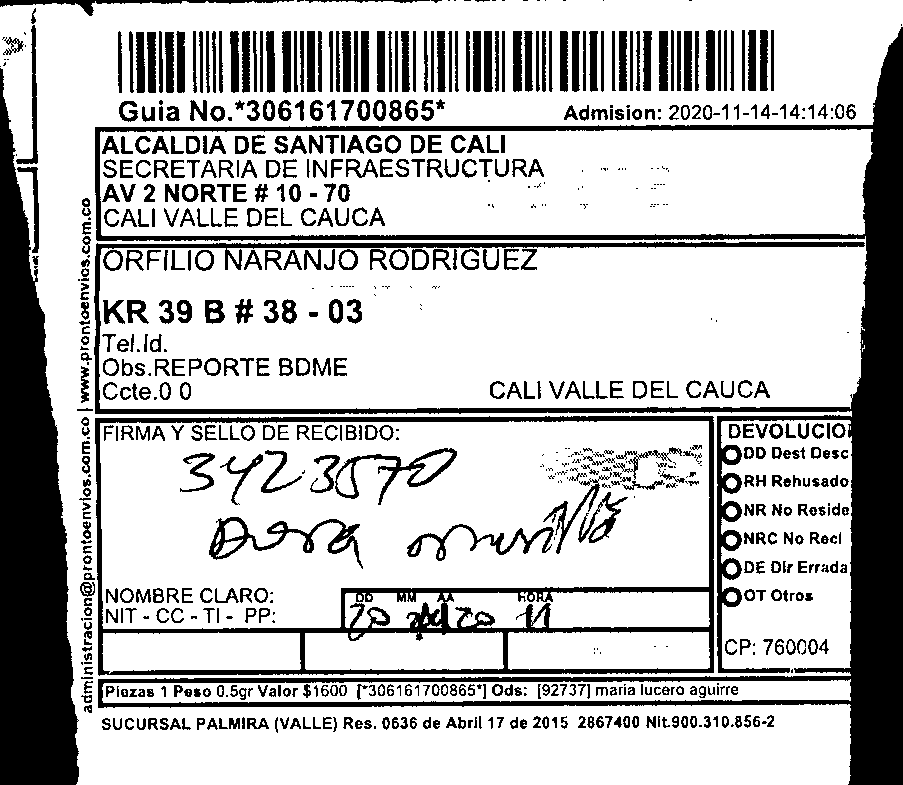 Guia No.*306161700865*
Admision: 2020-11-14-14:14:06
ALCALDIA DE SANTIAGO DE CALI
SECRETARIA DE INFRAESTRUCTURA
AV 2 NORTE # 10 - 70
CALI VALLE DEL CAUCA
ORFILIO NARANJO RODRIGUEZ
KR 39 B # 38 - 03
Tel.Id.
Obs.REPORTE BDME
Ccte.0 0
CALI VALLE DEL CAUCA
administracion@prontoenvios.com.co | www.prontoenvios.com.co
FIRMA Y SELLO DE RECIBIDO:
3423570
Dora
NOMBRE CLARO:
NIT - CC - TI - PP:
DD MM AA HORA
20 20 11
DEVOLUCIO
DD Dest Desc
RH Rehusado
NR No Reside
NRC No Recl
DE Dir Errada
OT Otros
CP: 760004
Piezas 1 Peso 0.5gr Valor $1600 [*306161700865*] Ods: [92737] maria lucero aguirre
SUCURSAL PALMIRA (VALLE) Res. 0636 de Abril 17 de 2015 2867400 Nit.900.310.856-2